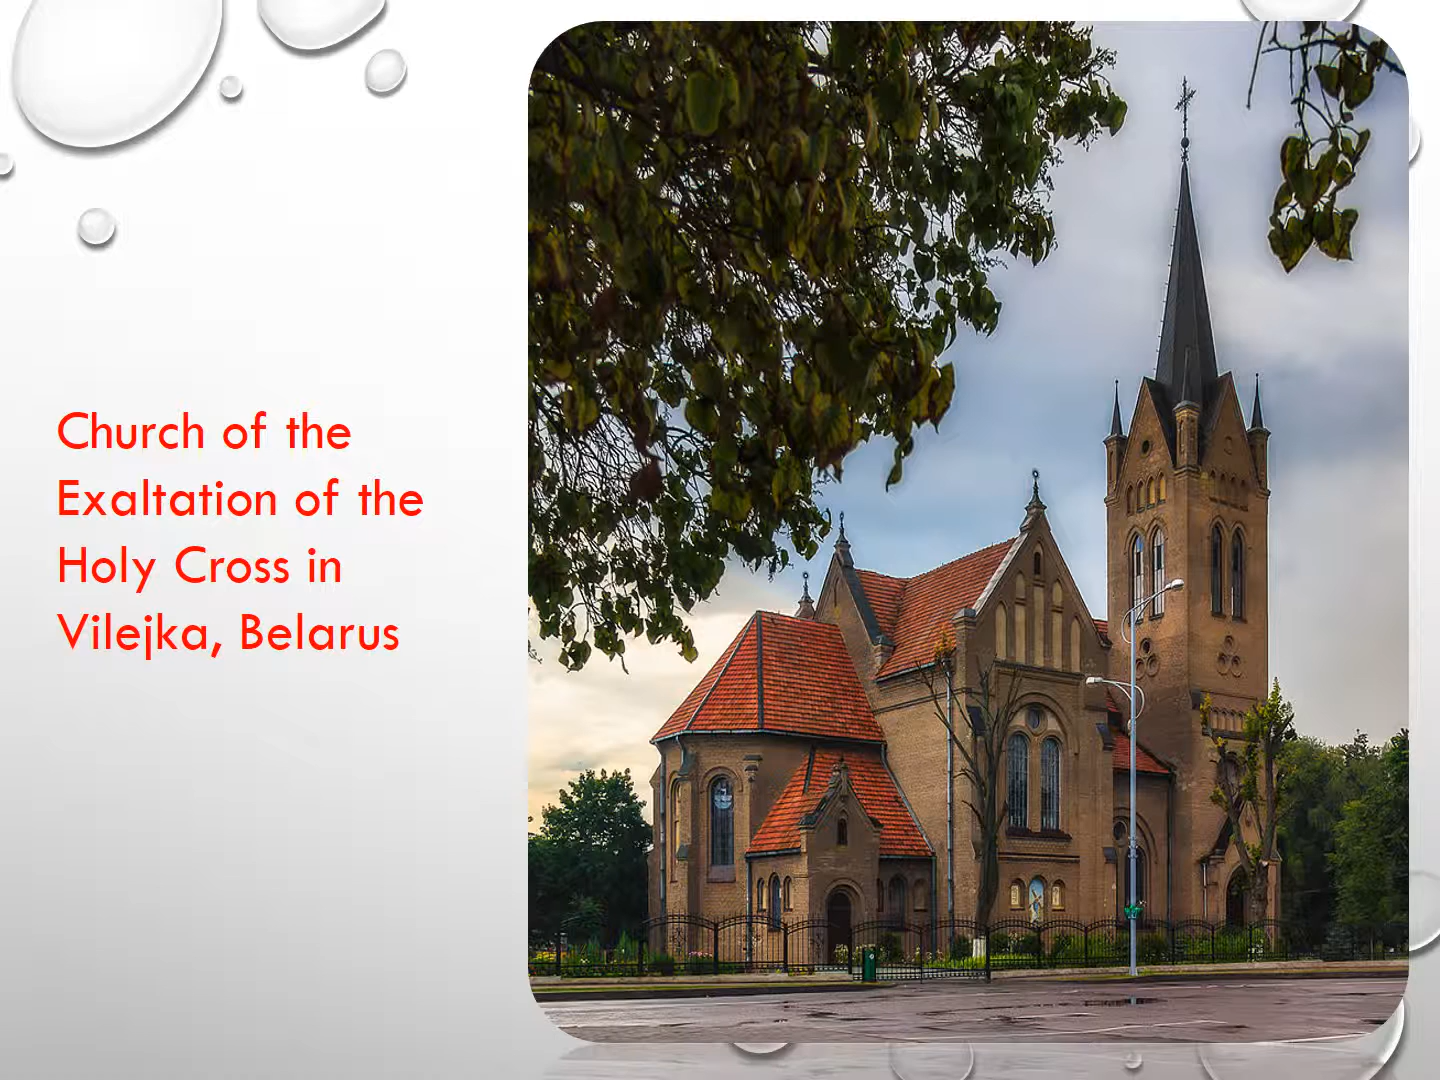 Church of the
Exaltation of the
Holy Cross in
Vilejka, Belarus